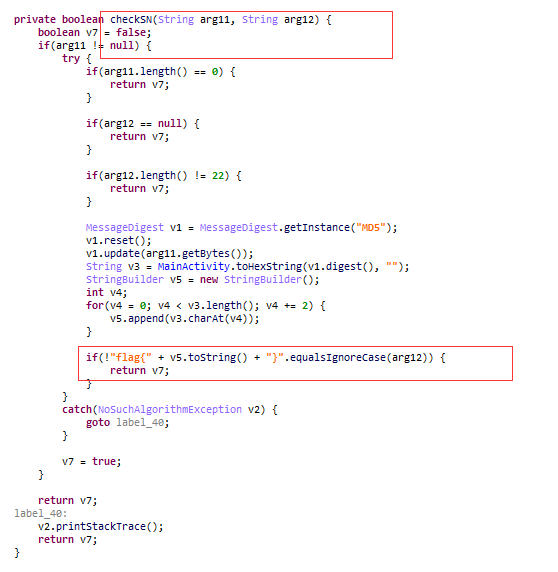 private boolean checkSN(String arg11, String arg12) {
    boolean v7 = false;
    if(arg11 != null) {
        try {
            if(arg11.length() == 0) {
                return v7;
            }

            if(arg12 == null) {
                return v7;
            }

            if(arg12.length() != 22) {
                return v7;
            }

            MessageDigest v1 = MessageDigest.getInstance("MD5");
            v1.reset();
            v1.update(arg11.getBytes());
            String v3 = MainActivity.toHexString(v1.digest(), "");
            StringBuilder v5 = new StringBuilder();
            int v4;
            for(v4 = 0; v4 < v3.length(); v4 += 2) {
                v5.append(v3.charAt(v4));
            }

            if(!"flag{" + v5.toString() + "}".equalsIgnoreCase(arg12)) {
                return v7;
            }
        }
        catch(NoSuchAlgorithmException v2) {
            goto label_40;
        }

        v7 = true;
    }

    return v7;
label_40:
    v2.printStackTrace();
    return v7;
}